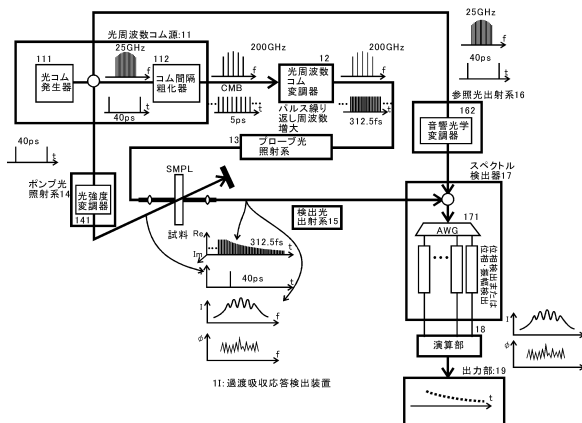 光周波数コム源:11
111
光コム
発生器
25GHz
f
40ps
t
112
コム間隔
粗化器
200GHz
f
CMB
t
5ps
12
光周波数
コム
変調器
パルス繰り
返し周波数
増大
200GHz
f
t
312.5fs
25GHz
f
t
40ps
参照光出射系16
162
音響光学
変調器
13
プローブ光
照射系
40ps
t
ポンプ光
照射系14
光強度
変調器
141
SMPL
試料
検出光
出射系15
スペクトル
検出器17
171
AWG
位相検出または
位相・振幅検出
Re
Im
312.5fs
t
40ps
t
I
f
φ
f
18
演算部
I
f
φ
f
出力部:19
t
1I:過渡吸収応答検出装置